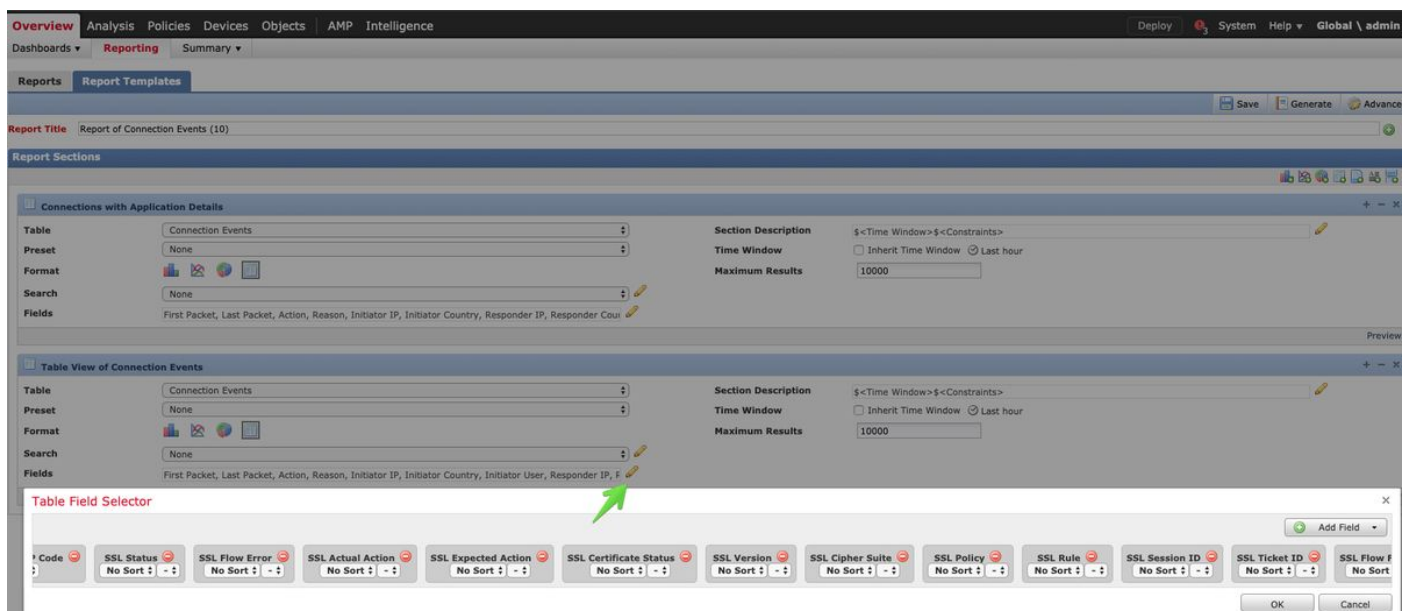 Overview Analysis Policies Devices Objects AMP Intelligence Deploy 3 System Help ▾ Global \ admin
Dashboards ▾ Reporting Summary ▾
Reports Report Templates
Save Generate Advance
Report Title Report of Connection Events (10)
Report Sections
Connections with Application Details + − ×
Table Connection Events Section Description $<Time Window>$<Constraints>
Preset None Time Window Inherit Time Window Last hour
Format Maximum Results 10000
Search None
Fields First Packet, Last Packet, Action, Reason, Initiator IP, Initiator Country, Responder IP, Responder Cou
Preview
Table View of Connection Events + − ×
Table Connection Events Section Description $<Time Window>$<Constraints>
Preset None Time Window Inherit Time Window Last hour
Format Maximum Results 10000
Search None
Fields First Packet, Last Packet, Action, Reason, Initiator IP, Initiator Country, Initiator User, Responder IP,
Table Field Selector ×
Add Field
Code SSL Status SSL Flow Error SSL Actual Action SSL Expected Action SSL Certificate Status SSL Version SSL Cipher Suite SSL Policy SSL Rule SSL Session ID SSL Ticket ID SSL Flow F
No Sort - No Sort - No Sort - No Sort - No Sort - No Sort - No Sort - No Sort - No Sort - No Sort - No Sort - No Sort
OK Cancel